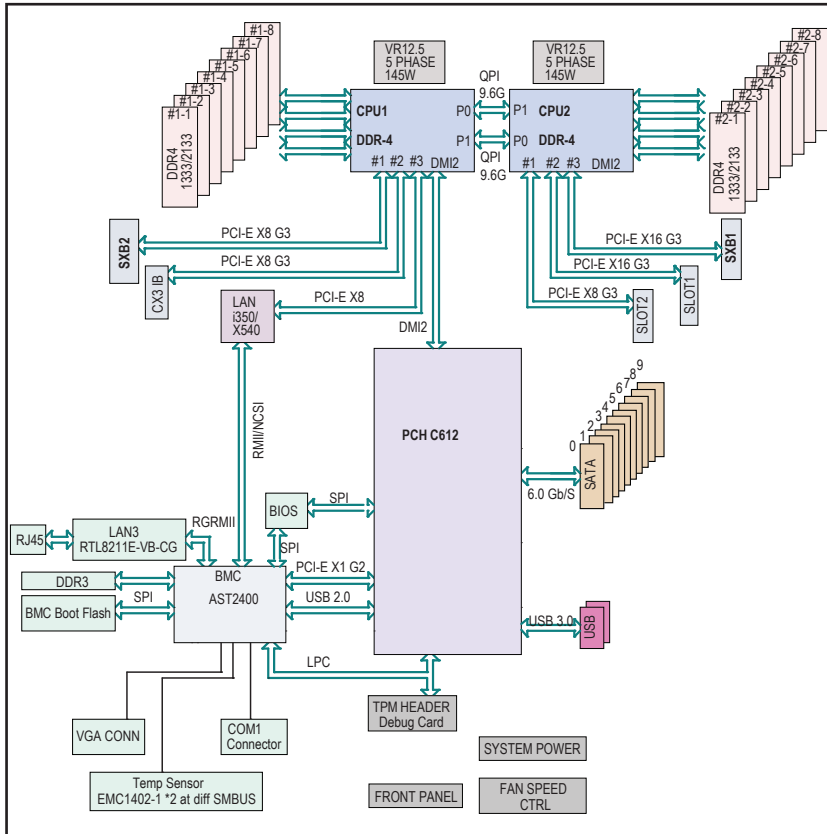 #1-8
#1-7
#1-6
#1-5
#1-4
#1-3
#1-2
#1-1
DDR4
1333/2133
VR12.5
5 PHASE
145W
QPI
9.6G
VR12.5
5 PHASE
145W
#2-8
#2-7
#2-6
#2-5
#2-4
#2-3
#2-2
#2-1
DDR4
1333/2133
CPU1
P0
DDR-4
P1
#1 #2 #3 DMI2
QPI
9.6G
P1
CPU2
P0
DDR-4
#1 #2 #3 DMI2
SXB2
PCI-E X8 G3
PCI-E X8 G3
CX3 IB
PCI-E X16 G3
SXB1
PCI-E X16 G3
SLOT1
PCI-E X8 G3
SLOT2
LAN
i350/
X540
PCI-E X8
DMI2
PCH C612
RMII/NCSI
0 1 2 3 4 5 6 7 8 9
SATA
6.0 Gb/S
BIOS
SPI
SPI
RJ45
LAN3
RTL8211E-VB-CG
RGRMII
DDR3
SPI
BMC Boot Flash
BMC
AST2400
PCI-E X1 G2
USB 2.0
USB 3.0
USB
LPC
TPM HEADER
Debug Card
VGA CONN
COM1
Connector
SYSTEM POWER
Temp Sensor
EMC1402-1 *2 at diff SMBUS
FRONT PANEL
FAN SPEED
CTRL